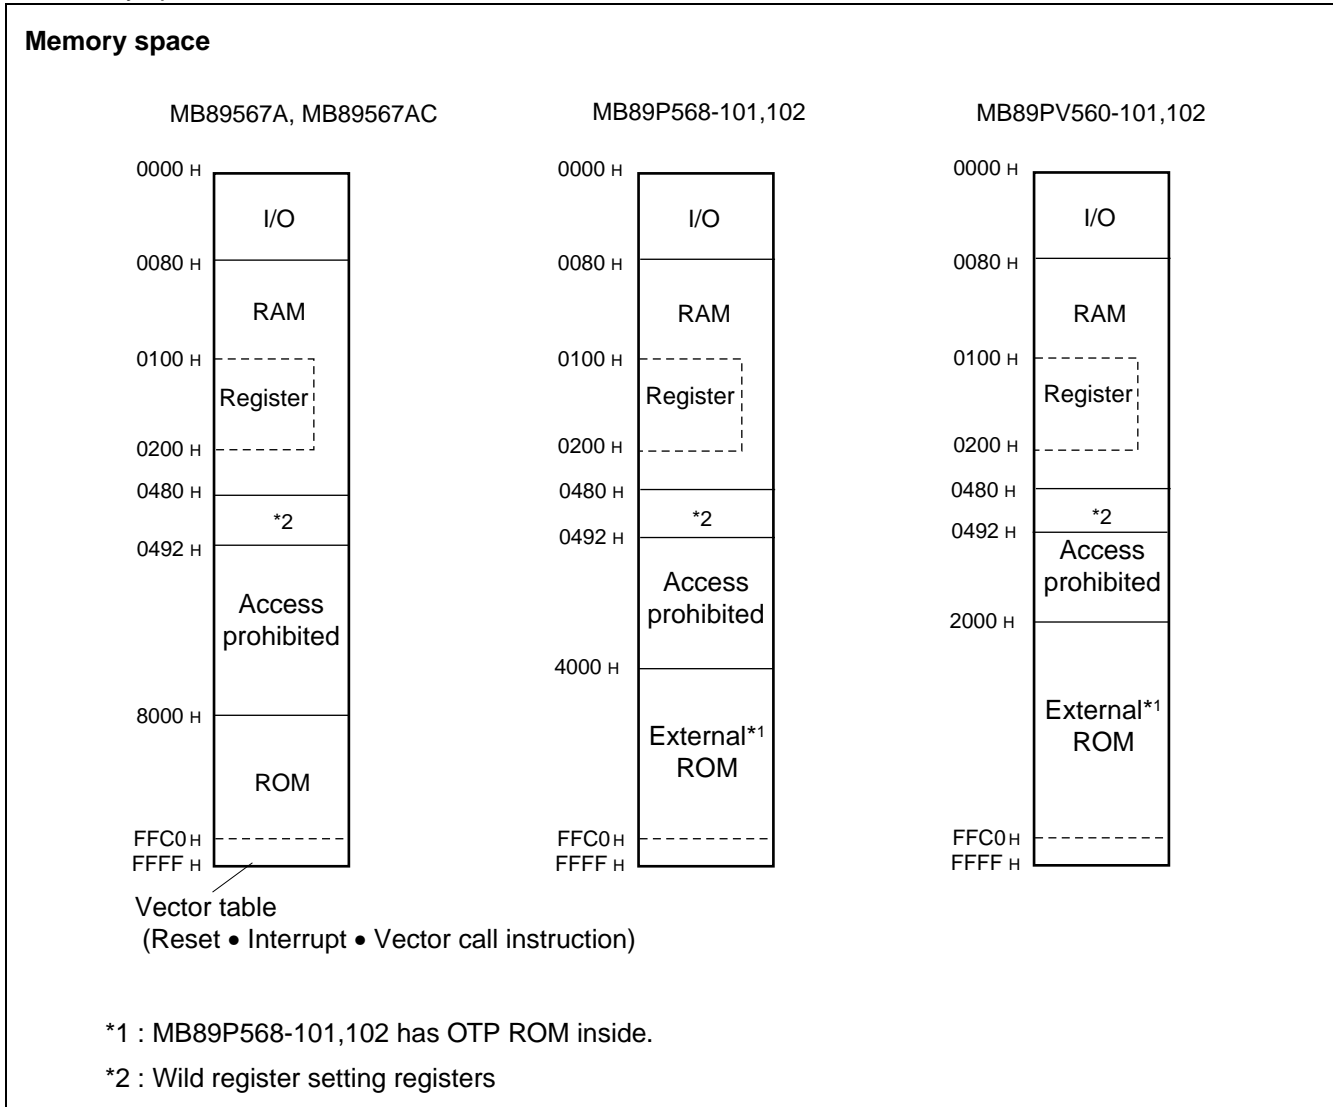 Memory space
MB89567A, MB89567AC
0000 H
I/O
0080 H
RAM
0100 H
Register
0200 H
0480 H
*2
0492 H
Access
prohibited
8000 H
ROM
FFC0 H
FFFF H
Vector table
(Reset • Interrupt • Vector call instruction)
MB89P568-101,102
0000 H
I/O
0080 H
RAM
0100 H
Register
0200 H
0480 H
*2
0492 H
Access
prohibited
4000 H
External*1
ROM
FFC0 H
FFFF H
MB89PV560-101,102
0000 H
I/O
0080 H
RAM
0100 H
Register
0200 H
0480 H
*2
0492 H
Access
prohibited
2000 H
External*1
ROM
FFC0 H
FFFF H
*1 : MB89P568-101,102 has OTP ROM inside.
*2 : Wild register setting registers